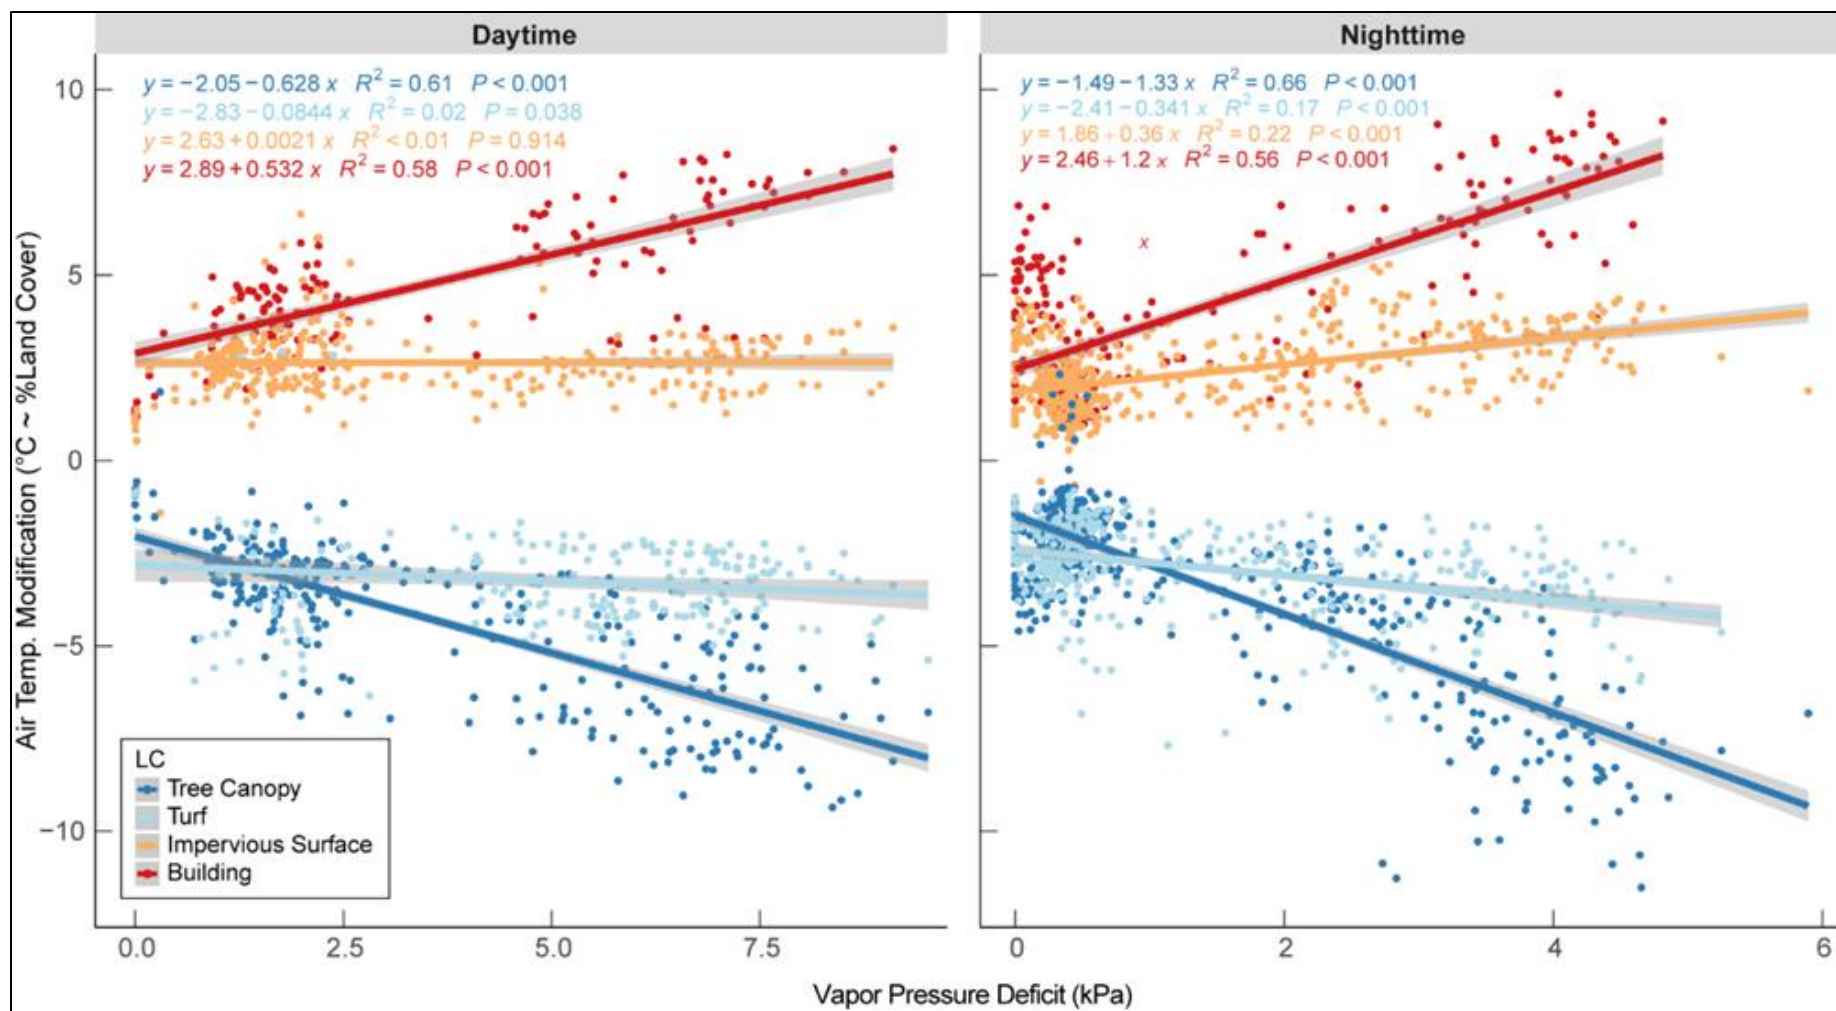 Daytime
y = −2.05 − 0.628 x R² = 0.61 P < 0.001
y = −2.83 − 0.0844 x R² = 0.02 P = 0.038
y = 2.63 + 0.0021 x R² < 0.01 P = 0.914
y = 2.89 + 0.532 x R² = 0.58 P < 0.001
Nighttime
y = −1.49 − 1.33 x R² = 0.66 P < 0.001
y = −2.41 − 0.341 x R² = 0.17 P < 0.001
y = 1.86 + 0.36 x R² = 0.22 P < 0.001
y = 2.46 + 1.2 x R² = 0.56 P < 0.001
x
Air Temp. Modification (°C ~ %Land Cover)
10
5
0
−5
−10
LC
Tree Canopy
Turf
Impervious Surface
Building
0.0 2.5 5.0 7.5
0 2 4 6
Vapor Pressure Deficit (kPa)